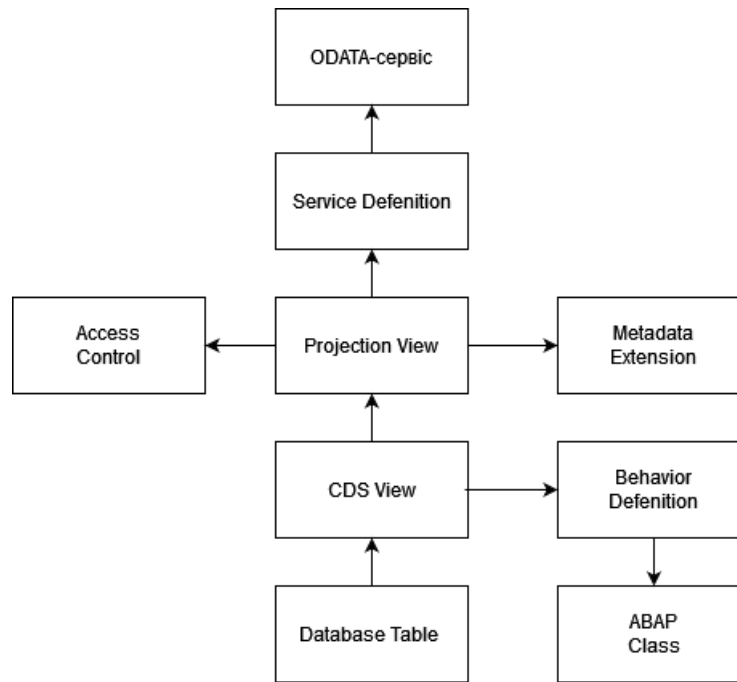 ODATA-сервіс
Service Defenition
Access
Control
Projection View
Metadata
Extension
CDS View
Behavior
Defenition
Database Table
ABAP
Class